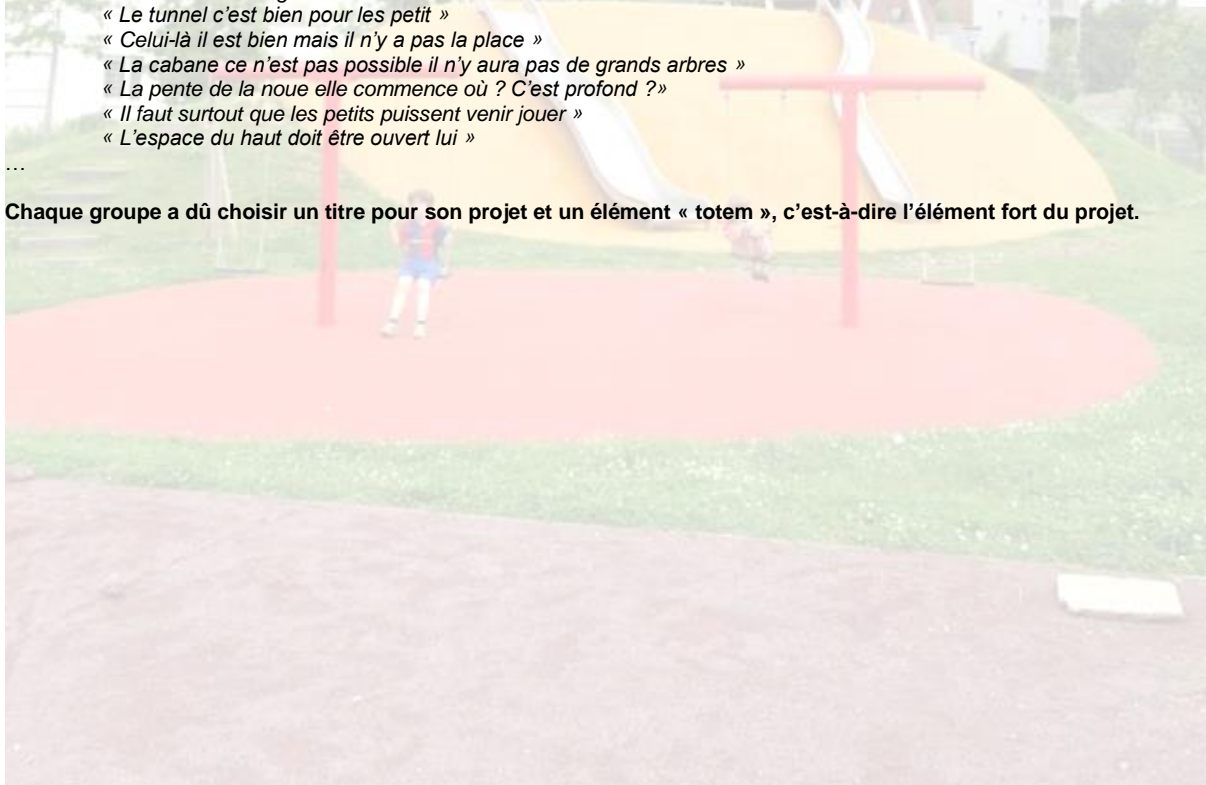 « Le tunnel c’est bien pour les petit »
« Celui-là il est bien mais il n’y a pas la place »
« La cabane ce n’est pas possible il n’y aura pas de grands arbres »
« La pente de la noue elle commence où ? C’est profond ?»
« Il faut surtout que les petits puissent venir jouer »
« L’espace du haut doit être ouvert lui »
…
Chaque groupe a dû choisir un titre pour son projet et un élément « totem », c’est-à-dire l’élément fort du projet.